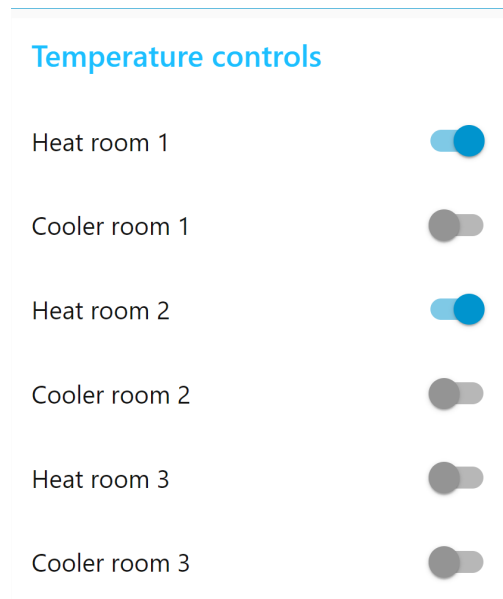 Temperature controls
Heat room 1
Cooler room 1
Heat room 2
Cooler room 2
Heat room 3
Cooler room 3